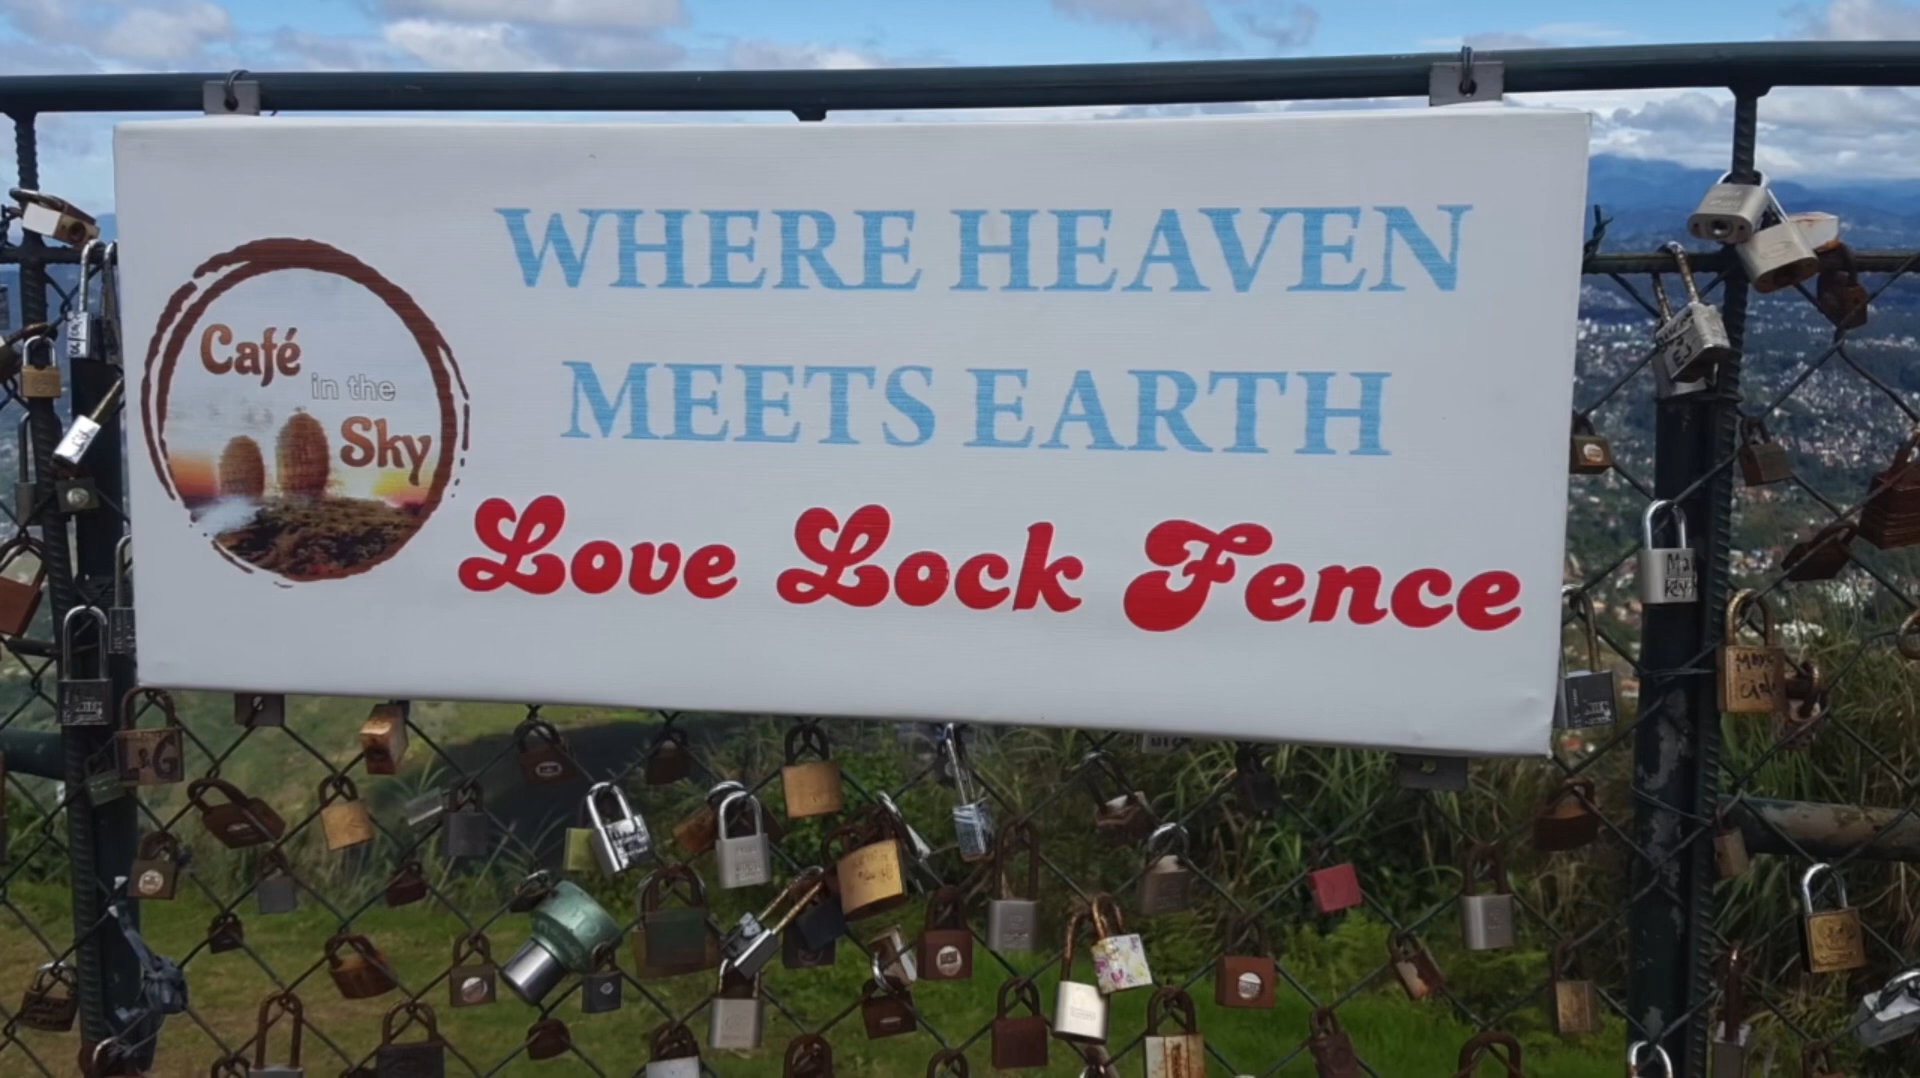 WHERE HEAVEN
MEETS EARTH
Love Lock Fence
Café
in the
Sky
L&G